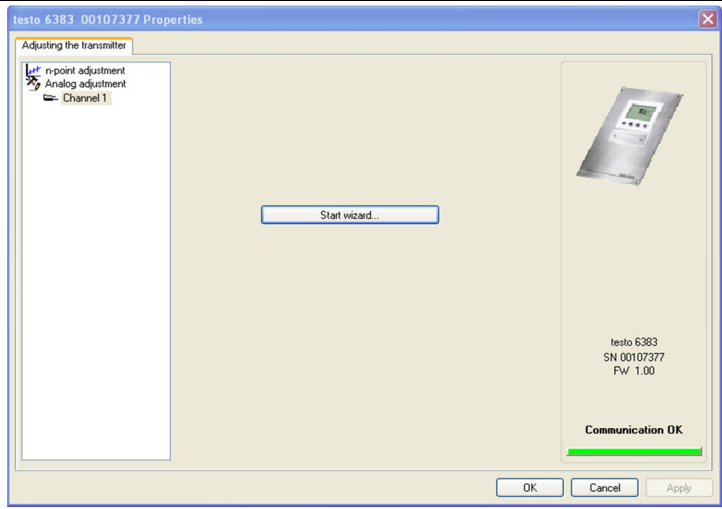 testo 6383 00107377 Properties
Adjusting the transmitter
n-point adjustment
Analog adjustment
Channel 1
Start wizard...
testo 6383
SN 00107377
FW 1.00
Communication OK
OK
Cancel
Apply